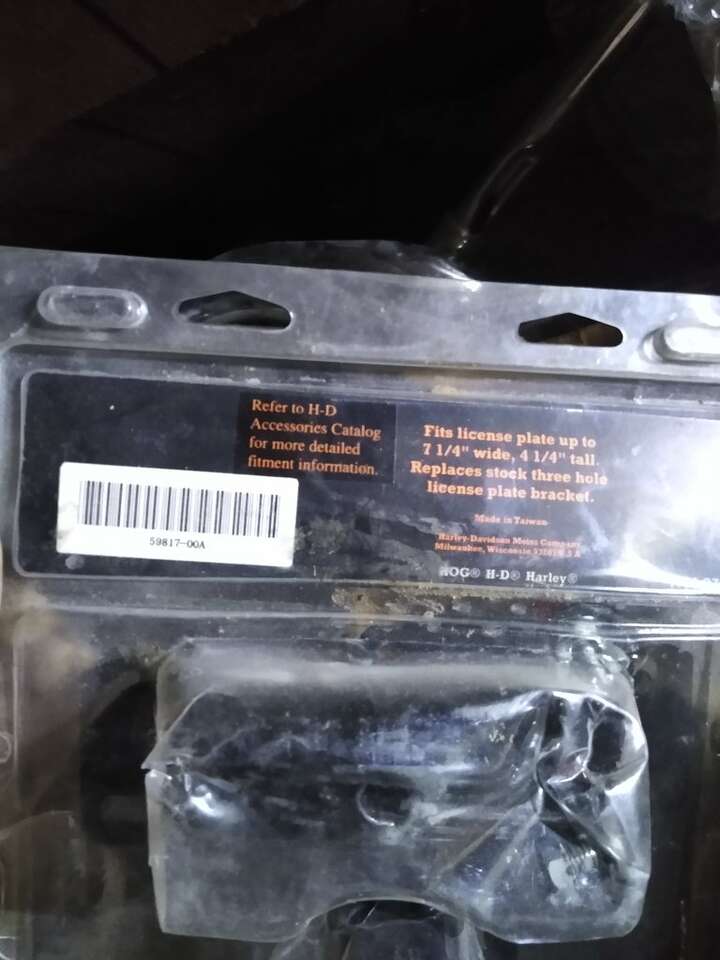 Refer to H-D
Accessories Catalog
for more detailed
fitment information.
Fits license plate up to
7 1/4" wide, 4 1/4" tall.
Replaces stock three hole
license plate bracket.
Made in Taiwan
Harley-Davidson Motor Company
Milwaukee, Wisconsin
HOG® H-D® Harley®
59817-00A